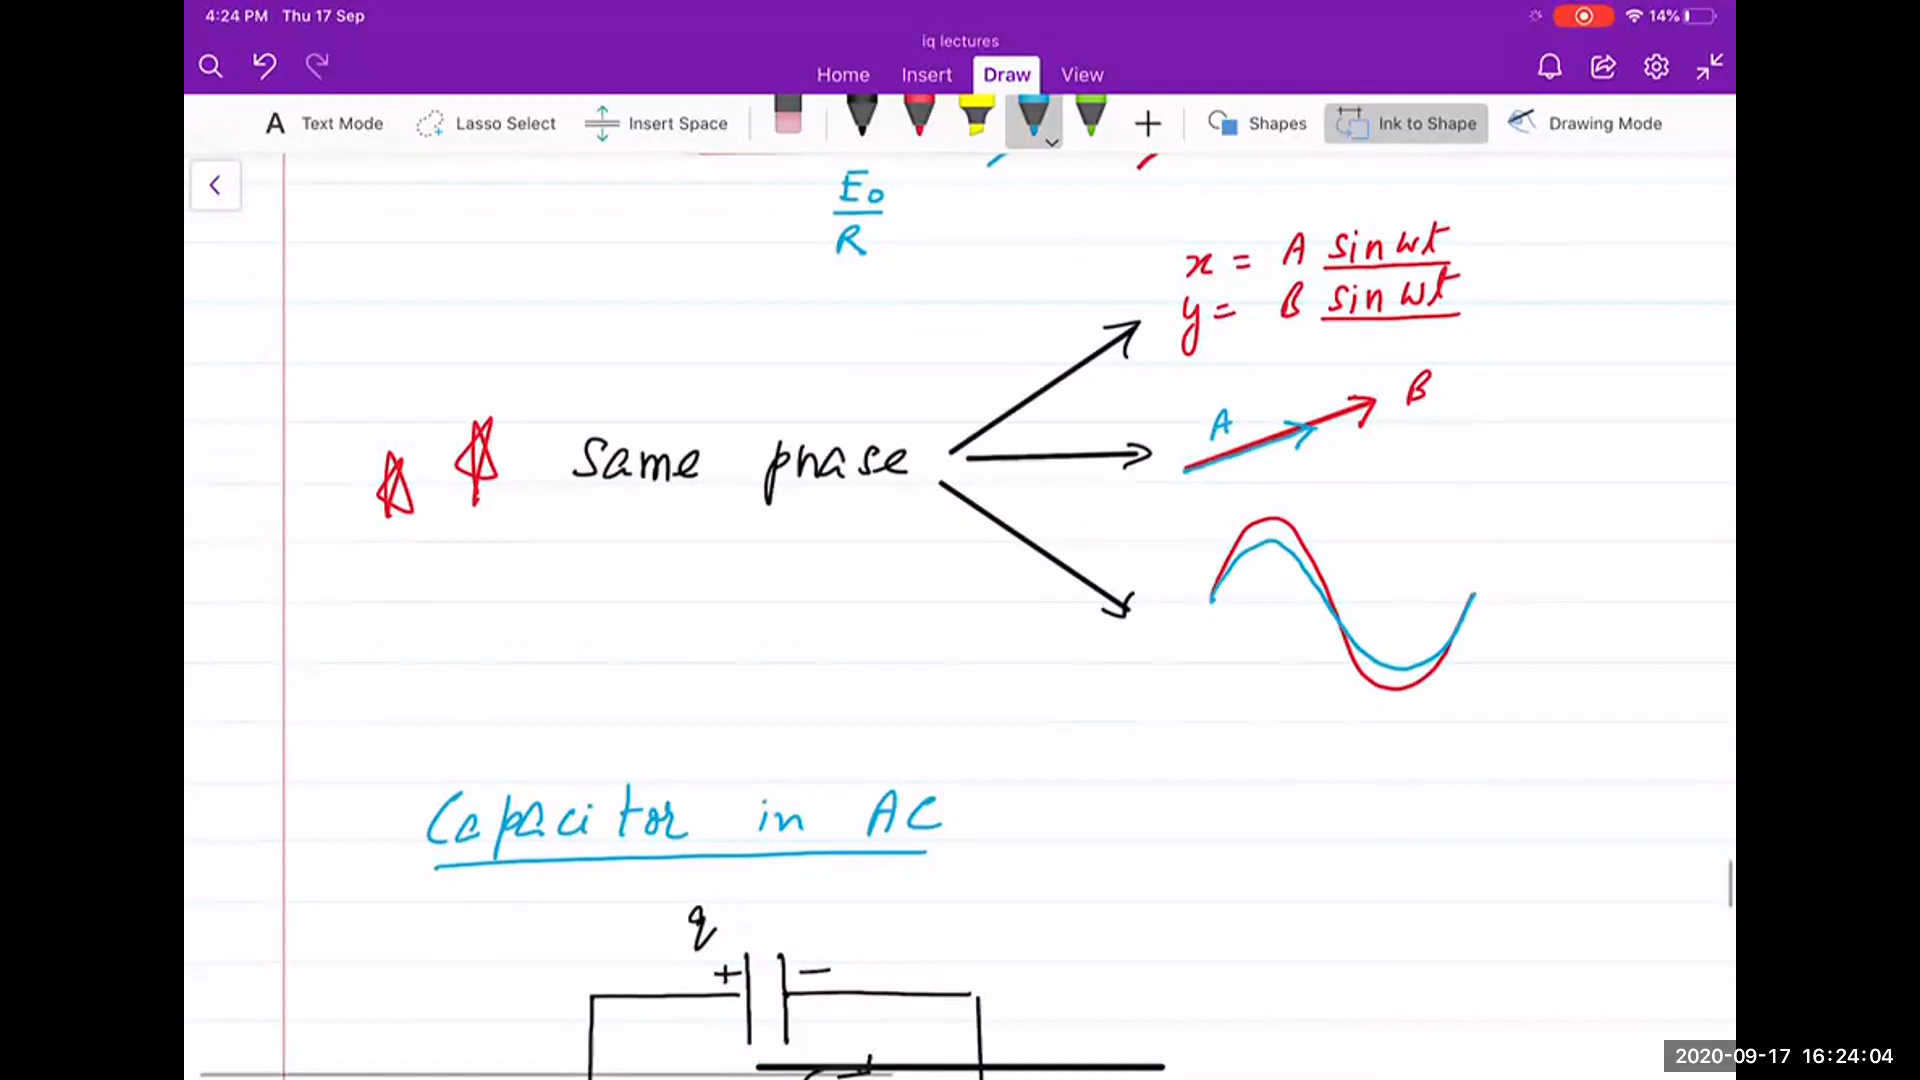 4:24 PM Thu 17 Sep
14%
iq lectures
Home Insert Draw View
A Text Mode Lasso Select Insert Space Shapes Ink to Shape Drawing Mode
E₀
R
x = A sin wt
y = B sin wt
A B
Same phase
Capacitor in AC
q
+ −
2020-09-17 16:24:04